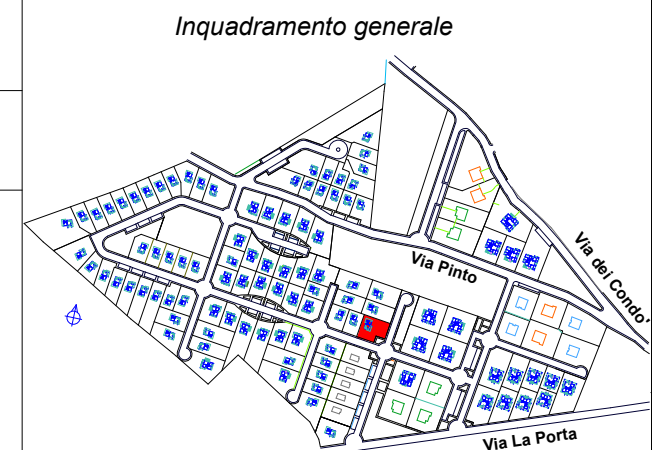 Inquadramento generale
Via dei Condo'
Via Pinto
Via La Porta